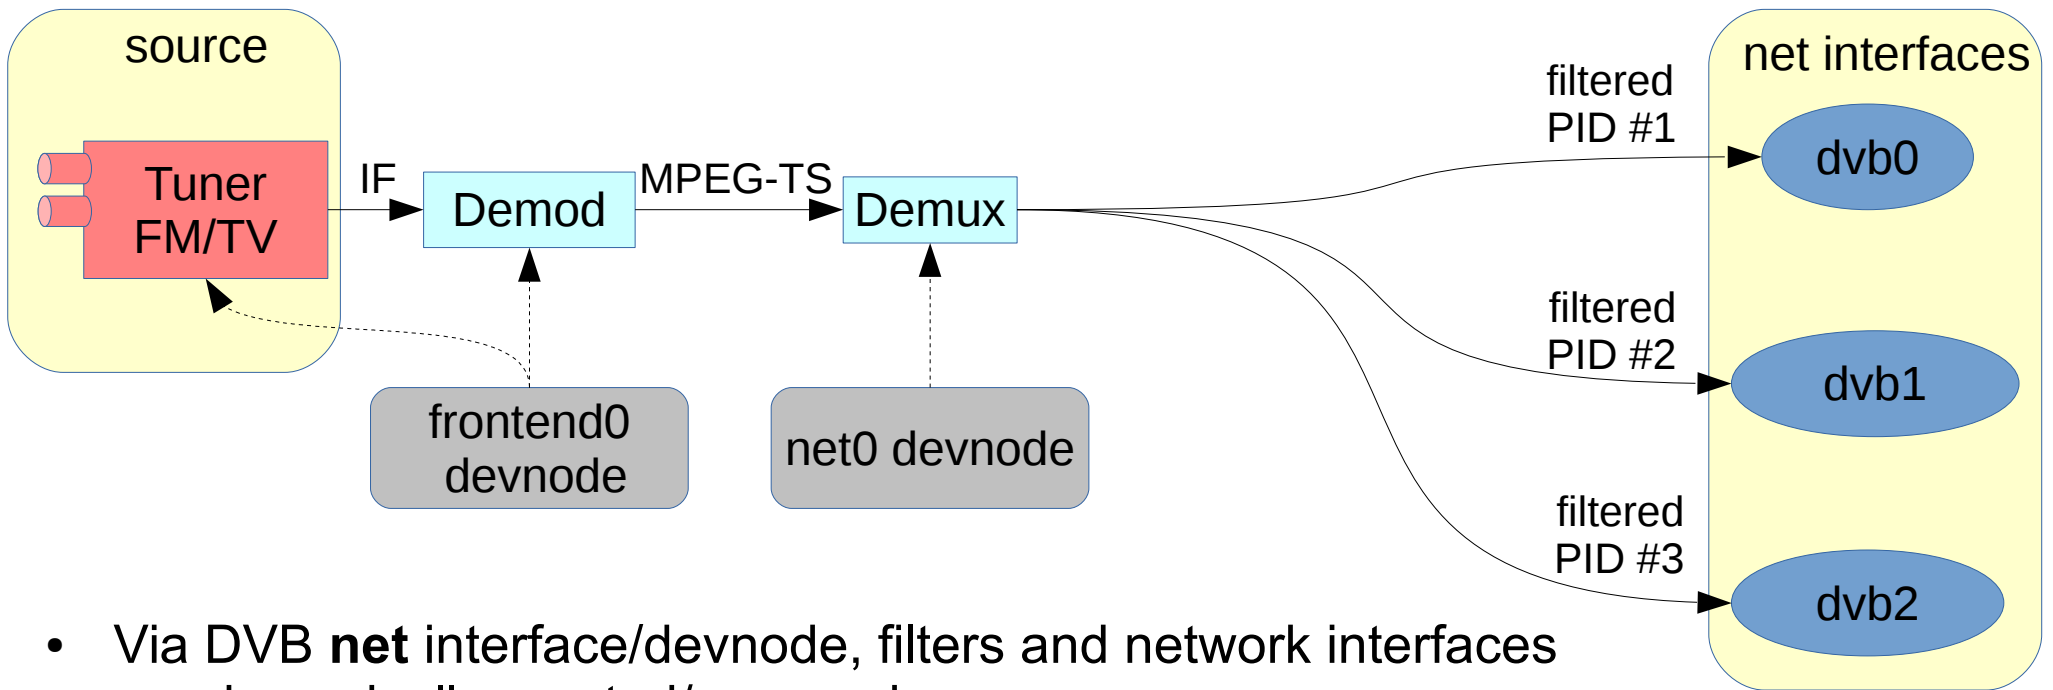 source
net interfaces
filtered
PID #1
dvb0
Tuner
FM/TV
IF
Demod
MPEG-TS
Demux
filtered
PID #2
dvb1
frontend0
devnode
net0 devnode
filtered
PID #3
dvb2
• Via DVB net interface/devnode, filters and network interfaces